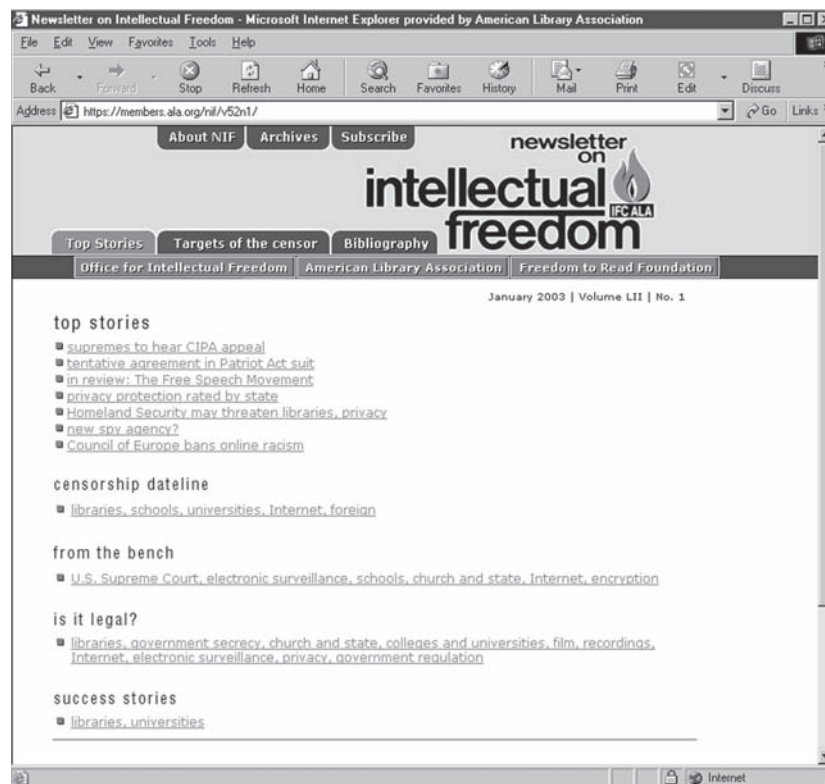 Newsletter on Intellectual Freedom - Microsoft Internet Explorer provided by American Library Association
File Edit View Favorites Tools Help
Back Forward Stop Refresh Home Search Favorites History Mail Print Edit Discuss
Address https://members.ala.org/nif/v52n1/ Go Links
About NIF Archives Subscribe
newsletter
on
intellectual
IFC ALA
freedom
Top Stories Targets of the censor Bibliography
Office for Intellectual Freedom American Library Association Freedom to Read Foundation
January 2003 | Volume LII | No. 1
top stories
supremes to hear CIPA appeal
tentative agreement in Patriot Act suit
in review: The Free Speech Movement
privacy protection rated by state
Homeland Security may threaten libraries, privacy
new spy agency?
Council of Europe bans online racism
censorship dateline
libraries, schools, universities, Internet, foreign
from the bench
U.S. Supreme Court, electronic surveillance, schools, church and state, Internet, encryption
is it legal?
libraries, government secrecy, church and state, colleges and universities, film, recordings,
Internet, electronic surveillance, privacy, government regulation
success stories
libraries, universities
Internet